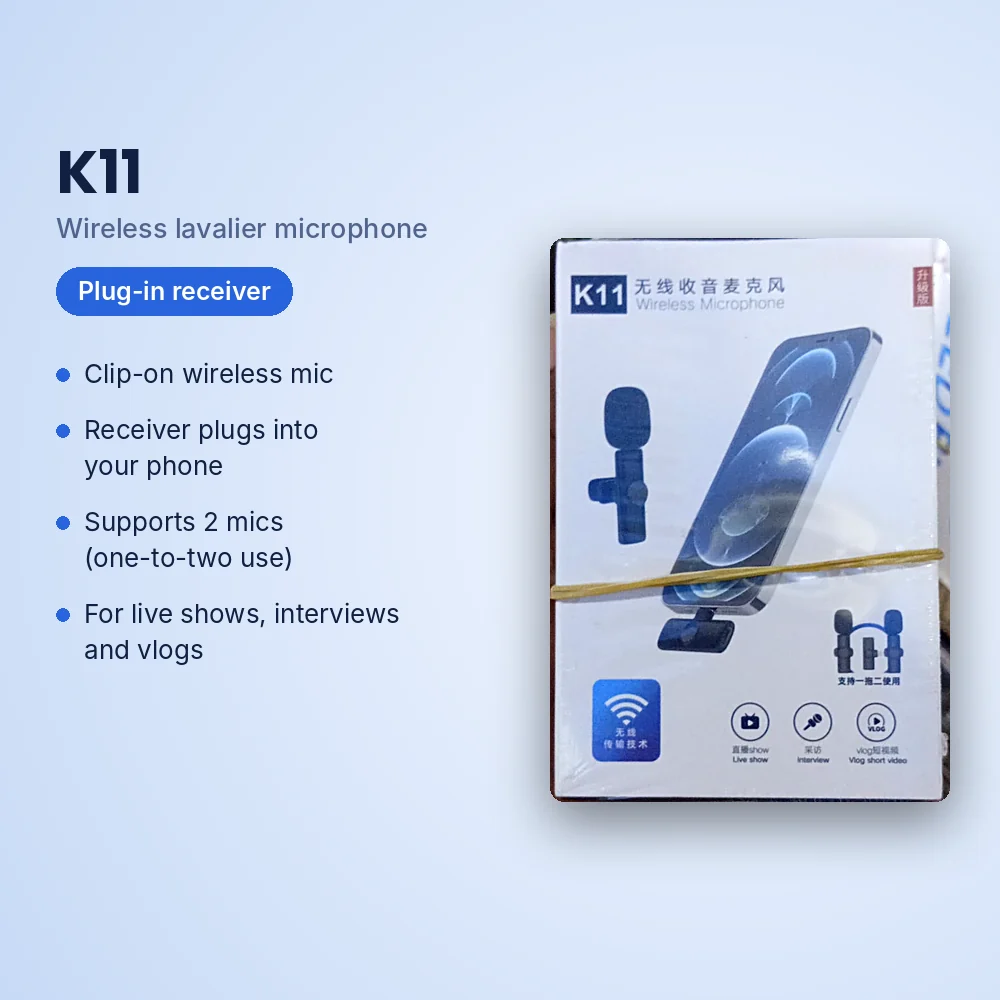 K11
Wireless lavalier microphone
Plug-in receiver
Clip-on wireless mic
Receiver plugs into
your phone
Supports 2 mics
(one-to-two use)
For live shows, interviews
and vlogs
K11 无线收音麦克风
Wireless Microphone
升级版
支持一拖二使用
无线
传输技术
直播show
Live show
采访
interview
VLOG
vlog短视频
Vlog short video